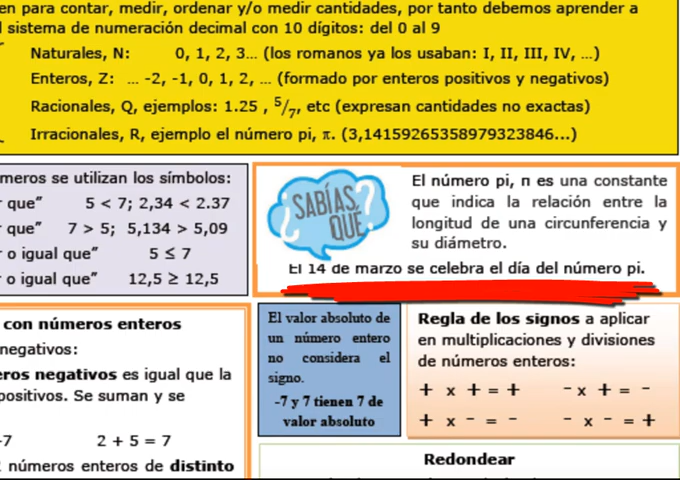 en para contar, medir, ordenar y/o medir cantidades, por tanto debemos aprender a
l sistema de numeración decimal con 10 dígitos: del 0 al 9
Naturales, N: 0, 1, 2, 3... (los romanos ya los usaban: I, II, III, IV, ...)
Enteros, Z: ... -2, -1, 0, 1, 2, ... (formado por enteros positivos y negativos)
Racionales, Q, ejemplos: 1.25 , 5/7, etc (expresan cantidades no exactas)
Irracionales, R, ejemplo el número pi, π. (3,14159265358979323846...)
meros se utilizan los símbolos:
r que” 5 < 7; 2,34 < 2.37
r que” 7 > 5; 5,134 > 5,09
r o igual que” 5 ≤ 7
r o igual que” 12,5 ≥ 12,5
¿SABÍAS
QUE?
El número pi, π es una constante
que indica la relación entre la
longitud de una circunferencia y
su diámetro.
El 14 de marzo se celebra el día del número pi.
con números enteros
negativos:
eros negativos es igual que la
positivos. Se suman y se
-7 2 + 5 = 7
números enteros de distinto
El valor absoluto de
un número entero
no considera el
signo.
-7 y 7 tienen 7 de
valor absoluto
Regla de los signos a aplicar
en multiplicaciones y divisiones
de números enteros:
+ x + = + - x + = -
+ x - = - - x - = +
Redondear